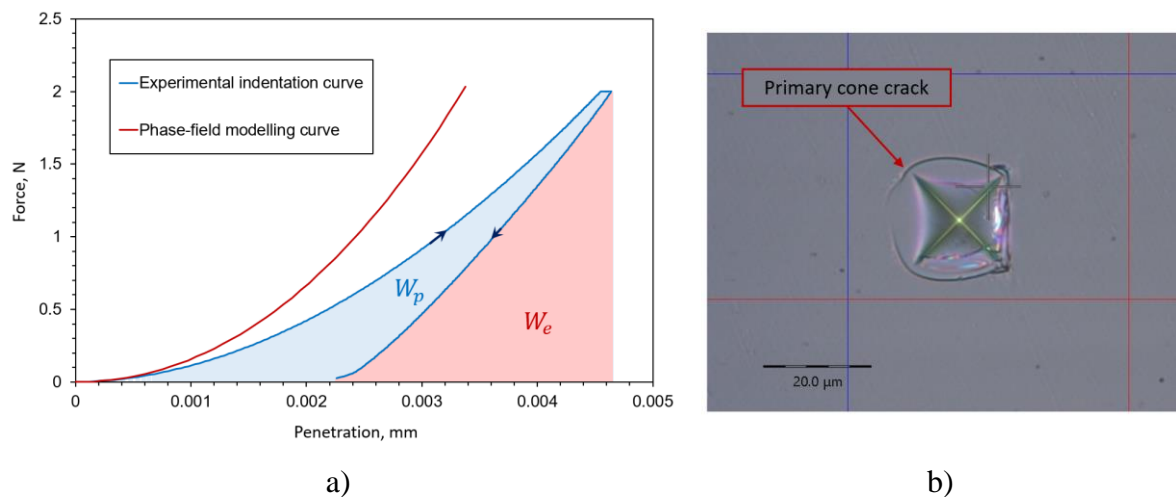 2.5
2
1.5
1
0.5
0
Force, N
Experimental indentation curve
Phase-field modelling curve
W_p
W_e
0
0.001
0.002
0.003
0.004
0.005
Penetration, mm
a)
Primary cone crack
20.0 µm
b)